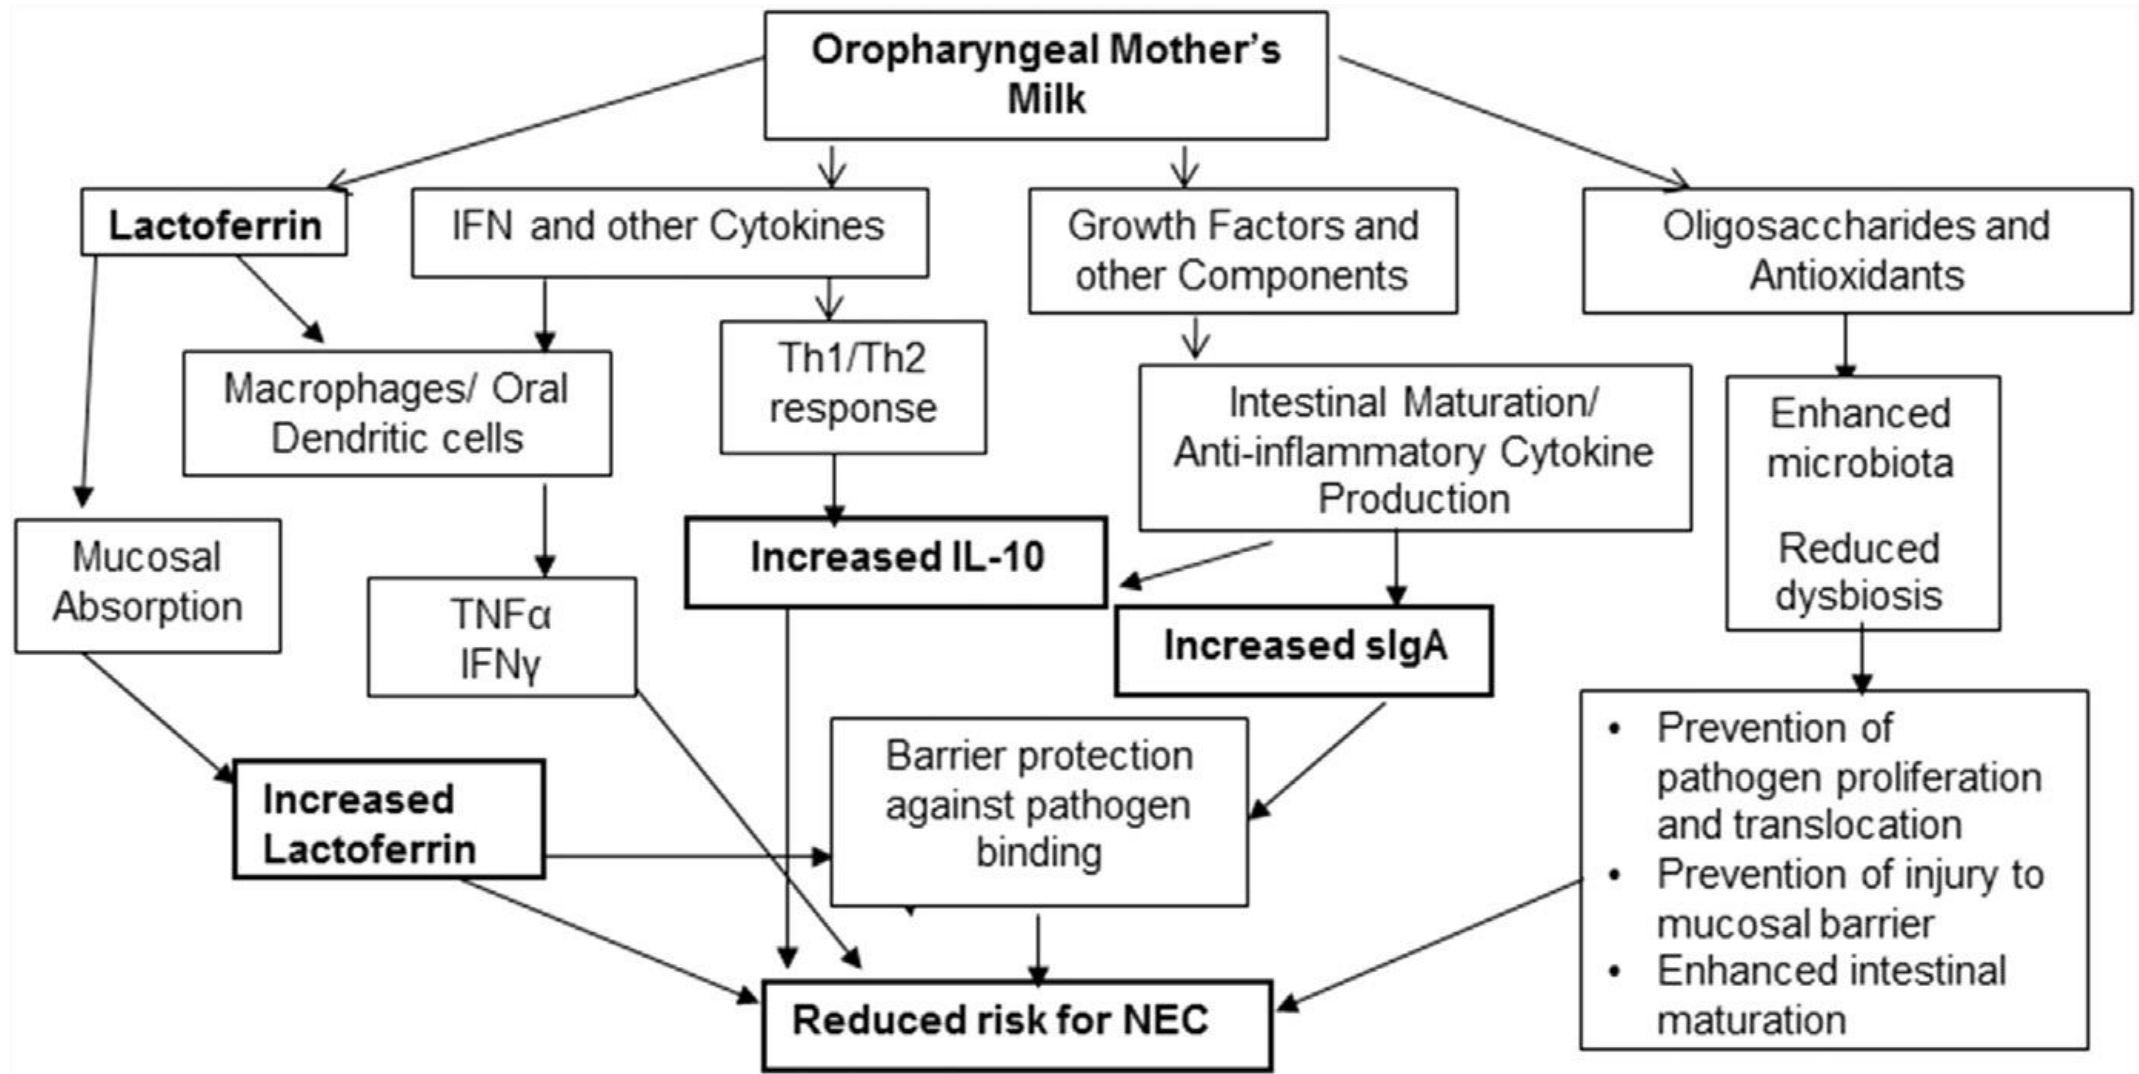 Oropharyngeal Mother's
Milk
Lactoferrin
IFN and other Cytokines
Growth Factors and
other Components
Oligosaccharides and
Antioxidants
Macrophages/ Oral
Dendritic cells
Th1/Th2
response
Intestinal Maturation/
Anti-inflammatory Cytokine
Production
Enhanced
microbiota
Reduced
dysbiosis
Mucosal
Absorption
TNFα
IFNγ
Increased IL-10
Increased sIgA
Increased
Lactoferrin
Barrier protection
against pathogen
binding
• Prevention of
pathogen proliferation
and translocation
• Prevention of injury to
mucosal barrier
• Enhanced intestinal
maturation
Reduced risk for NEC